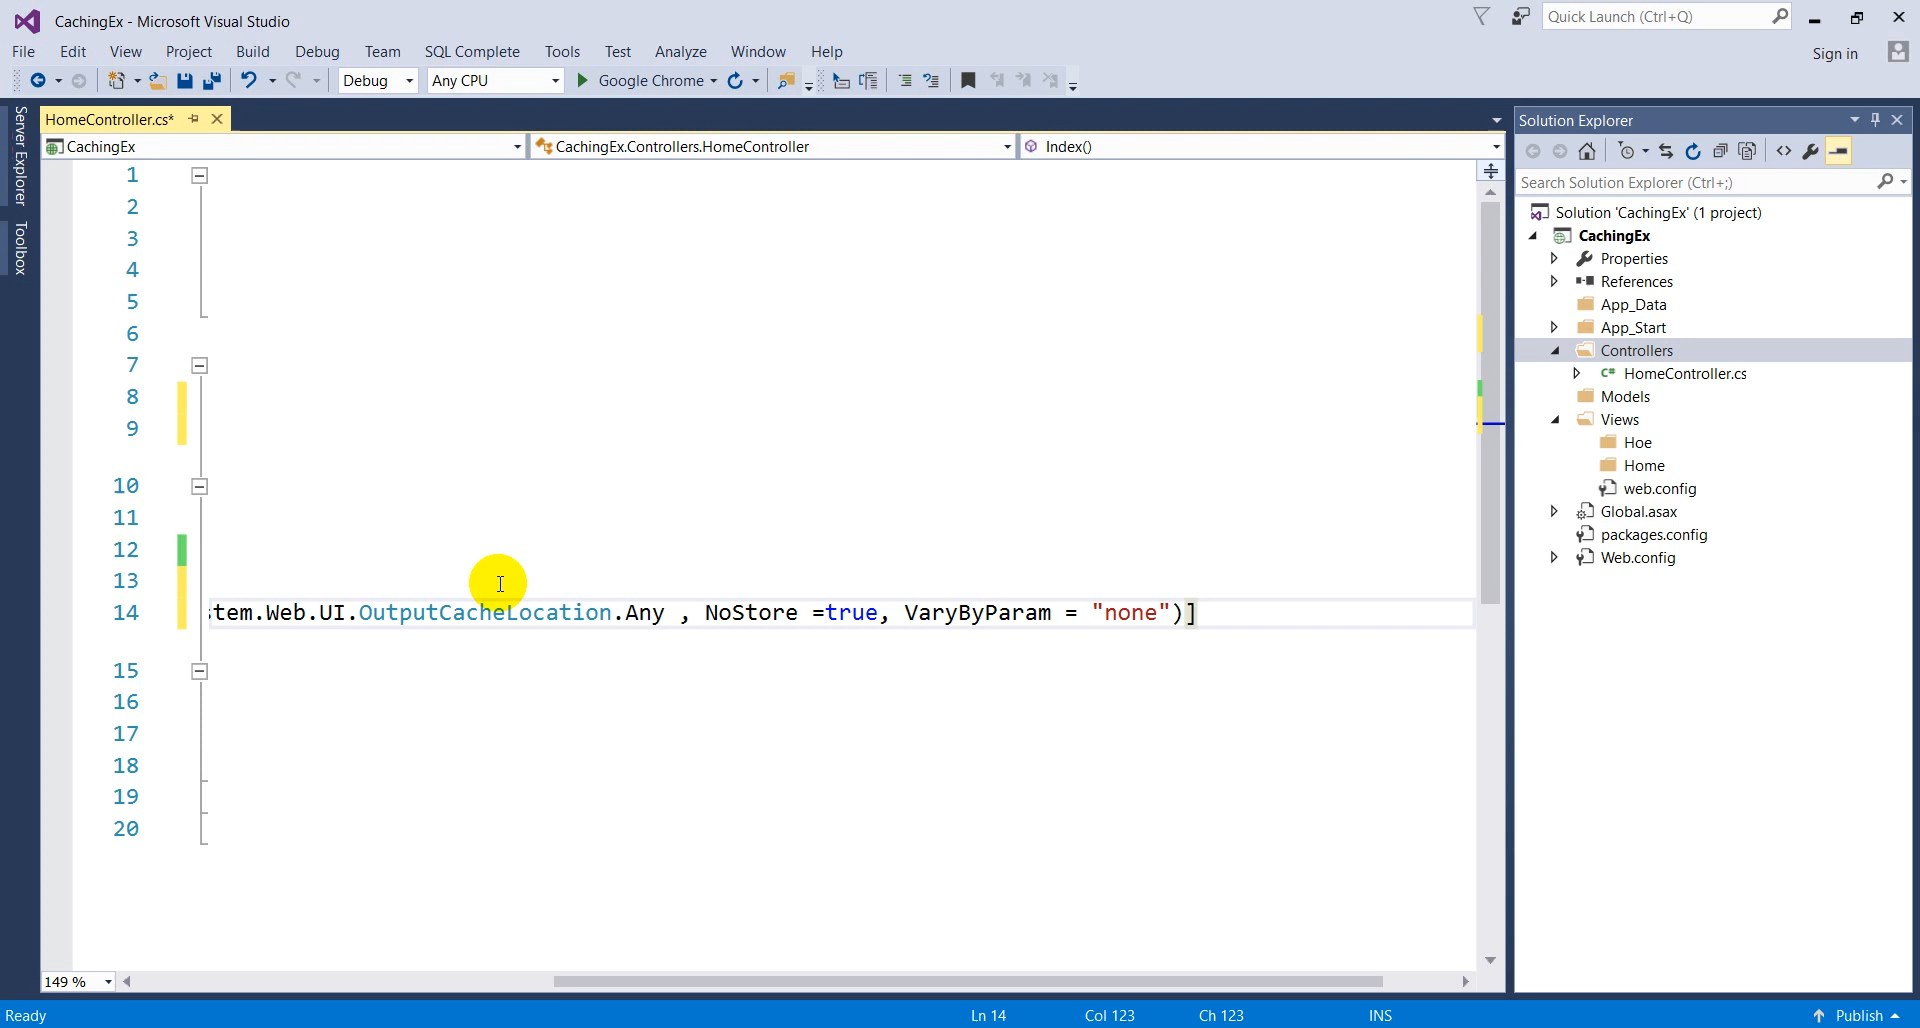 CachingEx - Microsoft Visual Studio
Quick Launch (Ctrl+Q)
File Edit View Project Build Debug Team SQL Complete Tools Test Analyze Window Help
Sign in
Debug Any CPU Google Chrome
Server Explorer
Toolbox
HomeController.cs*
CachingEx CachingEx.Controllers.HomeController Index()
1
2
3
4
5
6
7
8
9
10
11
12
13
14 stem.Web.UI.OutputCacheLocation.Any , NoStore =true, VaryByParam = "none")]
15
16
17
18
19
20
149 %
Solution Explorer
Search Solution Explorer (Ctrl+;)
Solution 'CachingEx' (1 project)
CachingEx
Properties
References
App_Data
App_Start
Controllers
C# HomeController.cs
Models
Views
Hoe
Home
web.config
Global.asax
packages.config
Web.config
Ready Ln 14 Col 123 Ch 123 INS Publish